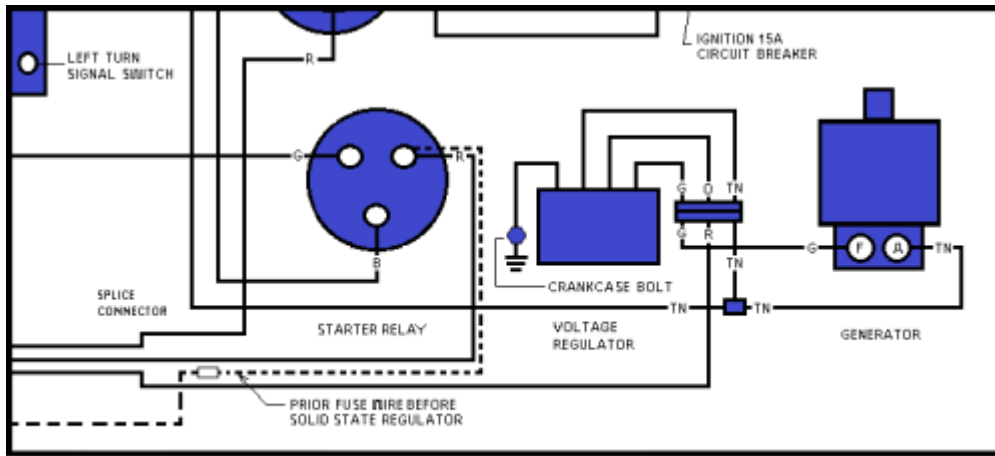 IGNITION 15A
CIRCUIT BREAKER
LEFT TURN
SIGNAL SWITCH
R
G
R
B
G O TN
G R
TN
G
F A
TN
CRANKCASE BOLT
SPLICE
CONNECTOR
TN
TN
STARTER RELAY
VOLTAGE
REGULATOR
GENERATOR
PRIOR FUSE WIRE BEFORE
SOLID STATE REGULATOR